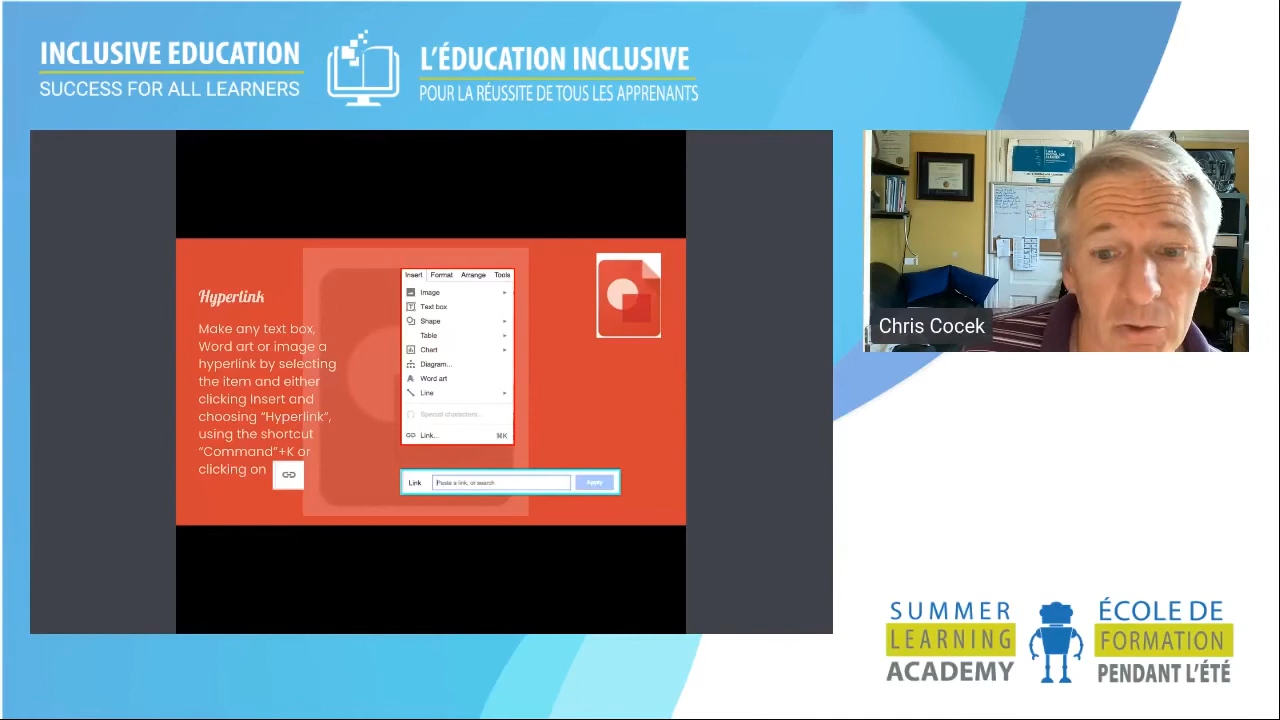 INCLUSIVE EDUCATION
SUCCESS FOR ALL LEARNERS
L'ÉDUCATION INCLUSIVE
POUR LA RÉUSSITE DE TOUS LES APPRENANTS
Hyperlink
Make any text box,
Word art or image a
hyperlink by selecting
the item and either
clicking Insert and
choosing “Hyperlink”,
using the shortcut
“Command”+K or
clicking on
Insert Format Arrange Tools
Image
Text box
Shape
Table
Chart
Diagram...
Word art
Line
Special characters...
Link... ⌘K
Link Paste a link, or search Apply
Chris Cocek
SUMMER
LEARNING
ACADEMY
ÉCOLE DE
FORMATION
PENDANT L'ÉTÉ